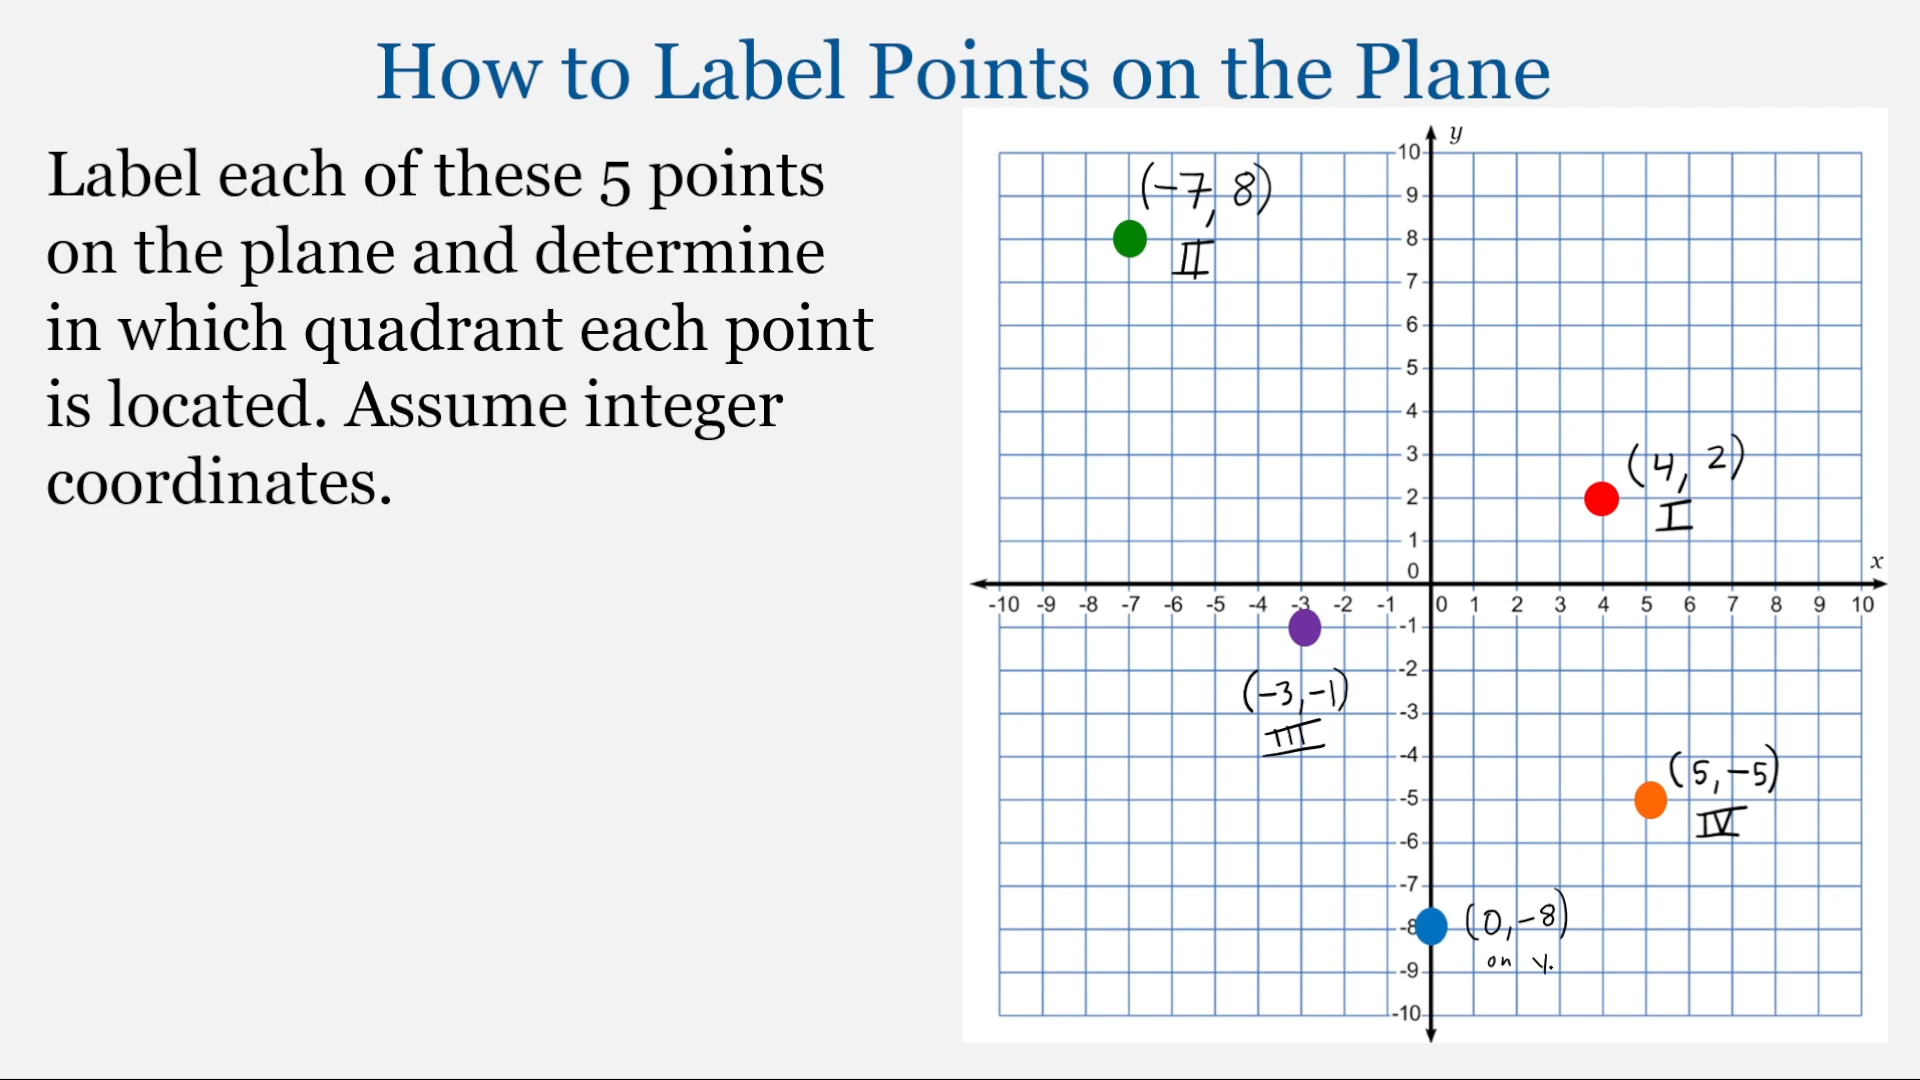 How to Label Points on the Plane
Label each of these 5 points
on the plane and determine
in which quadrant each point
is located. Assume integer
coordinates.
y
10
(-7, 8)
9
8
II
7
6
5
4
3
(4, 2)
2
I
1
0
x
-10 -9 -8 -7 -6 -5 -4 -3 -2 -1 0 1 2 3 4 5 6 7 8 9 10
-1
-2
(-3,-1)
-3
III
-4
(5,-5)
-5
IV
-6
-7
-8
(0,-8)
on y.
-9
-10